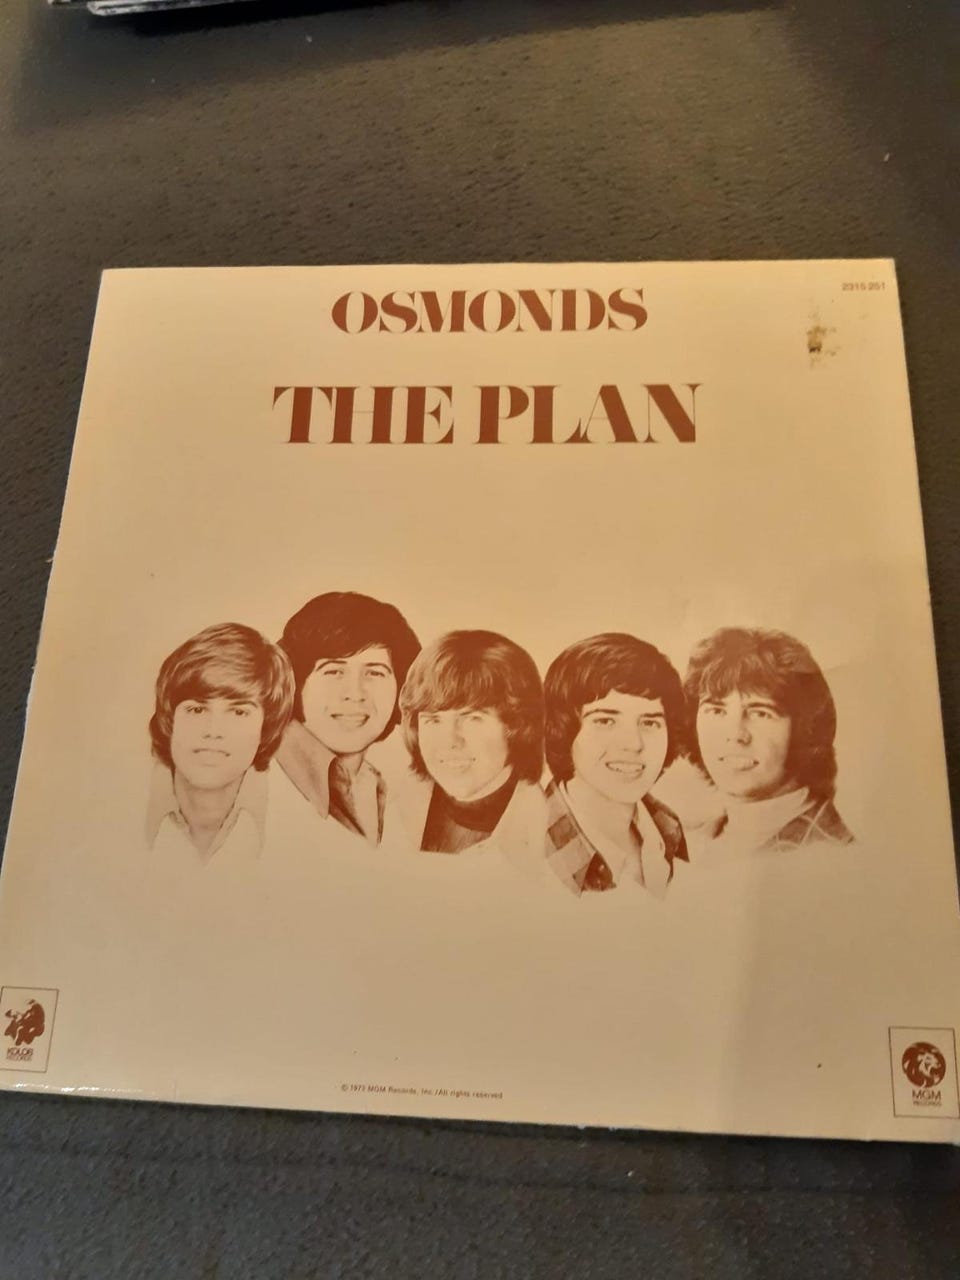 2315 251
OSMONDS
THE PLAN
KOLOB
RECORDS
MGM
RECORDS
© 1973 MGM Records, Inc./All rights reserved